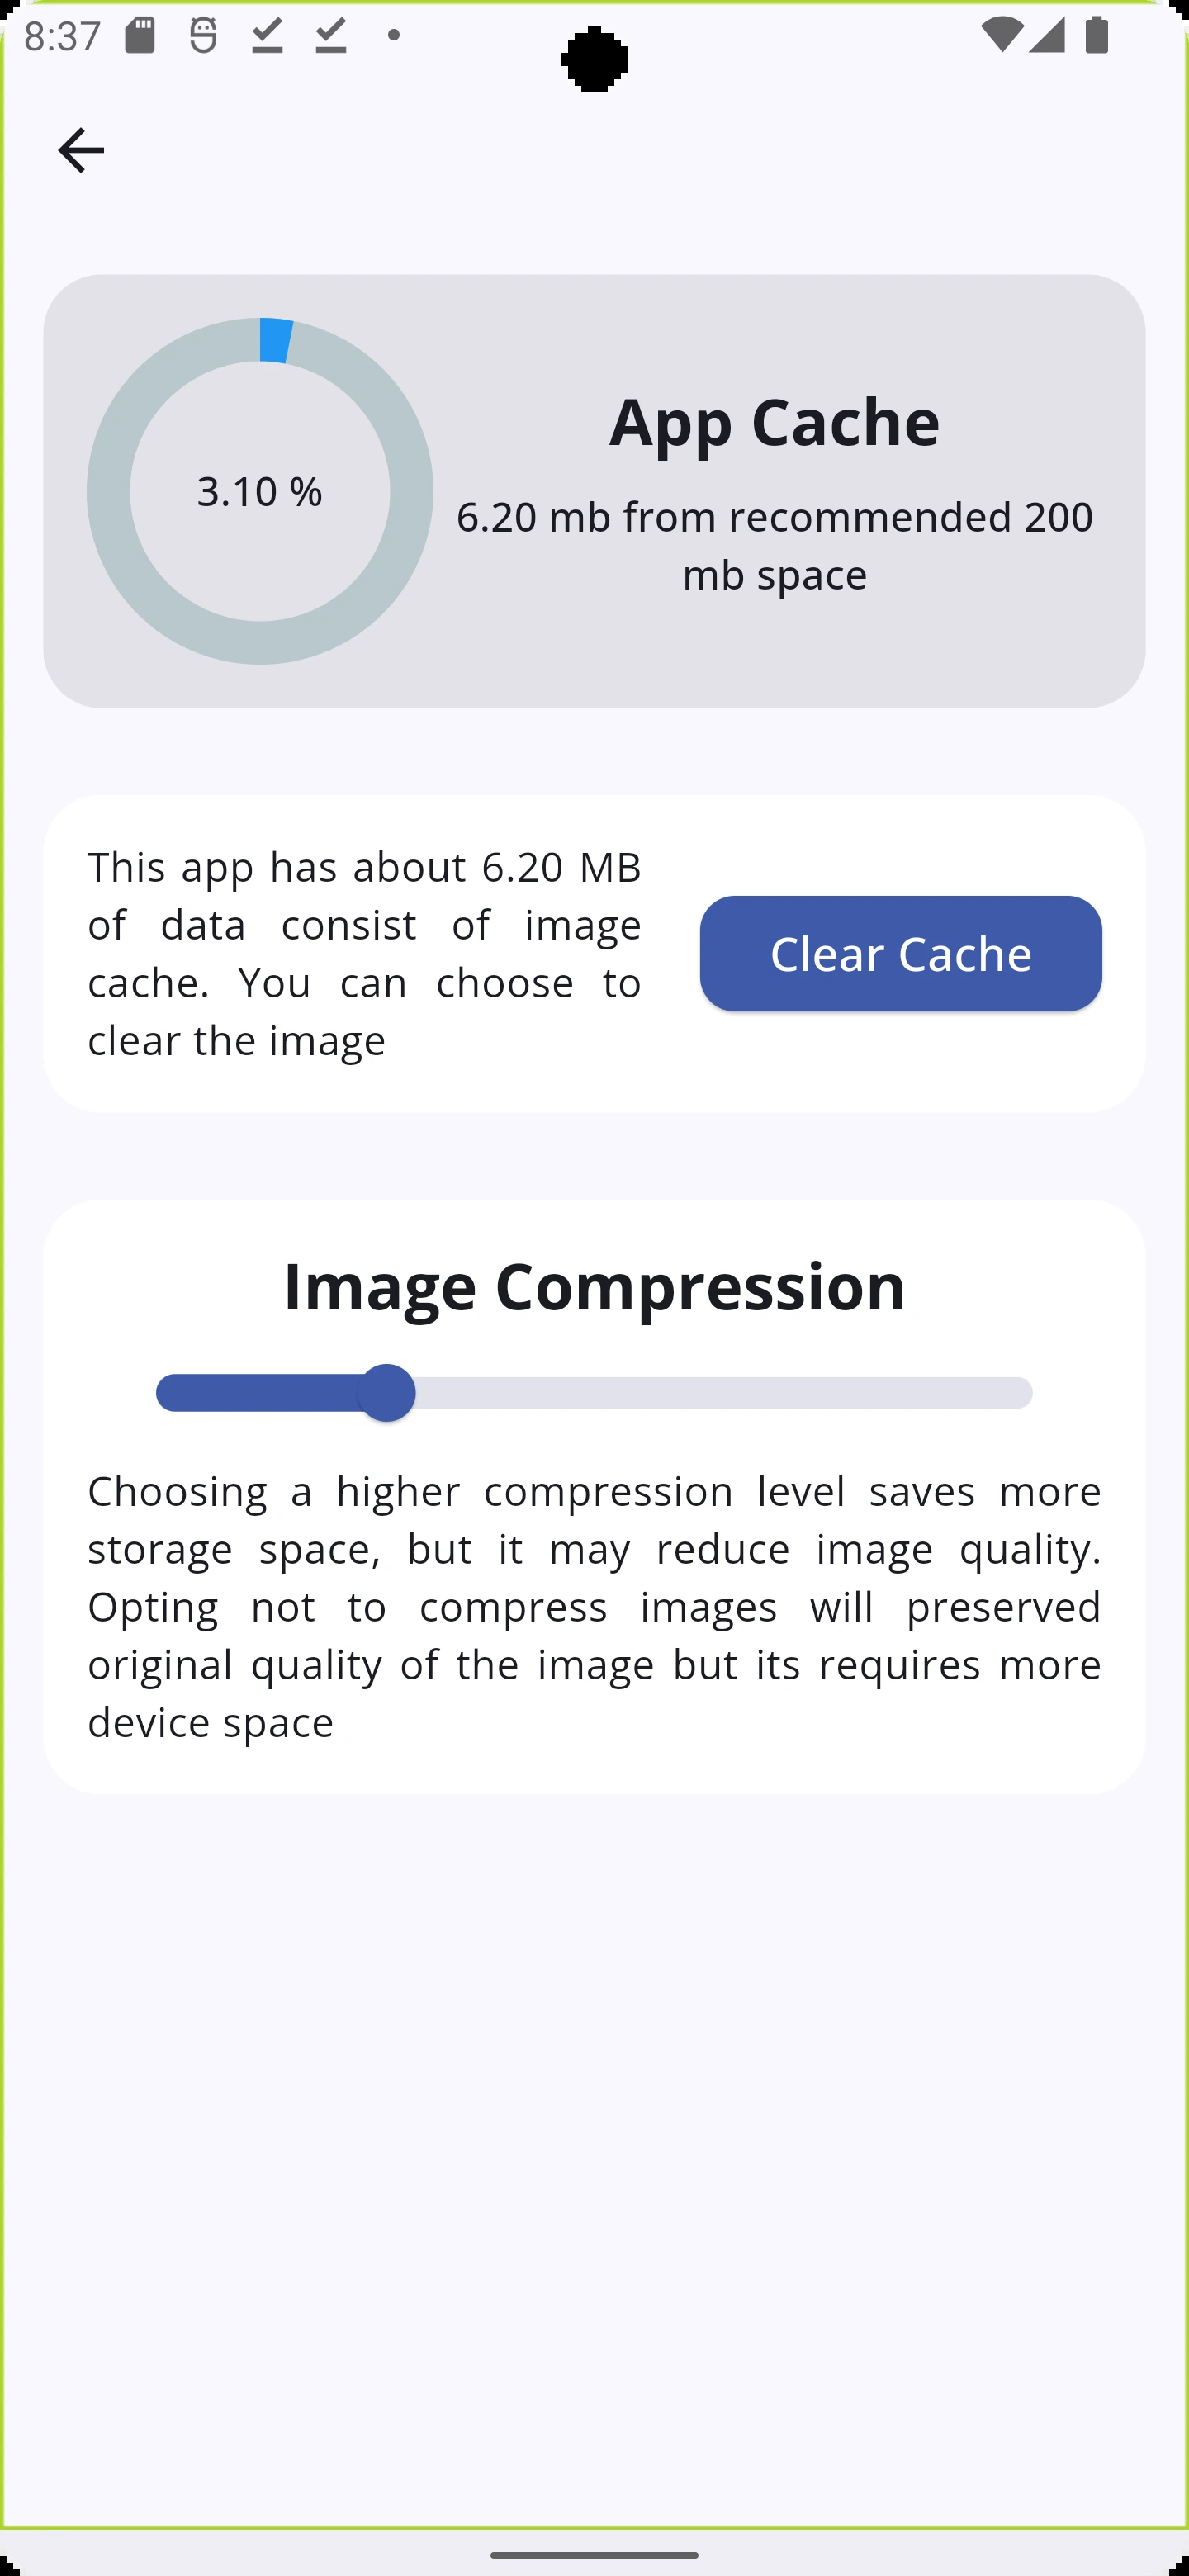 8:37
App Cache
3.10 %
6.20 mb from recommended 200
mb space
This app has about 6.20 MB
of data consist of image
cache. You can choose to
clear the image
Clear Cache
Image Compression
Choosing a higher compression level saves more
storage space, but it may reduce image quality.
Opting not to compress images will preserved
original quality of the image but its requires more
device space